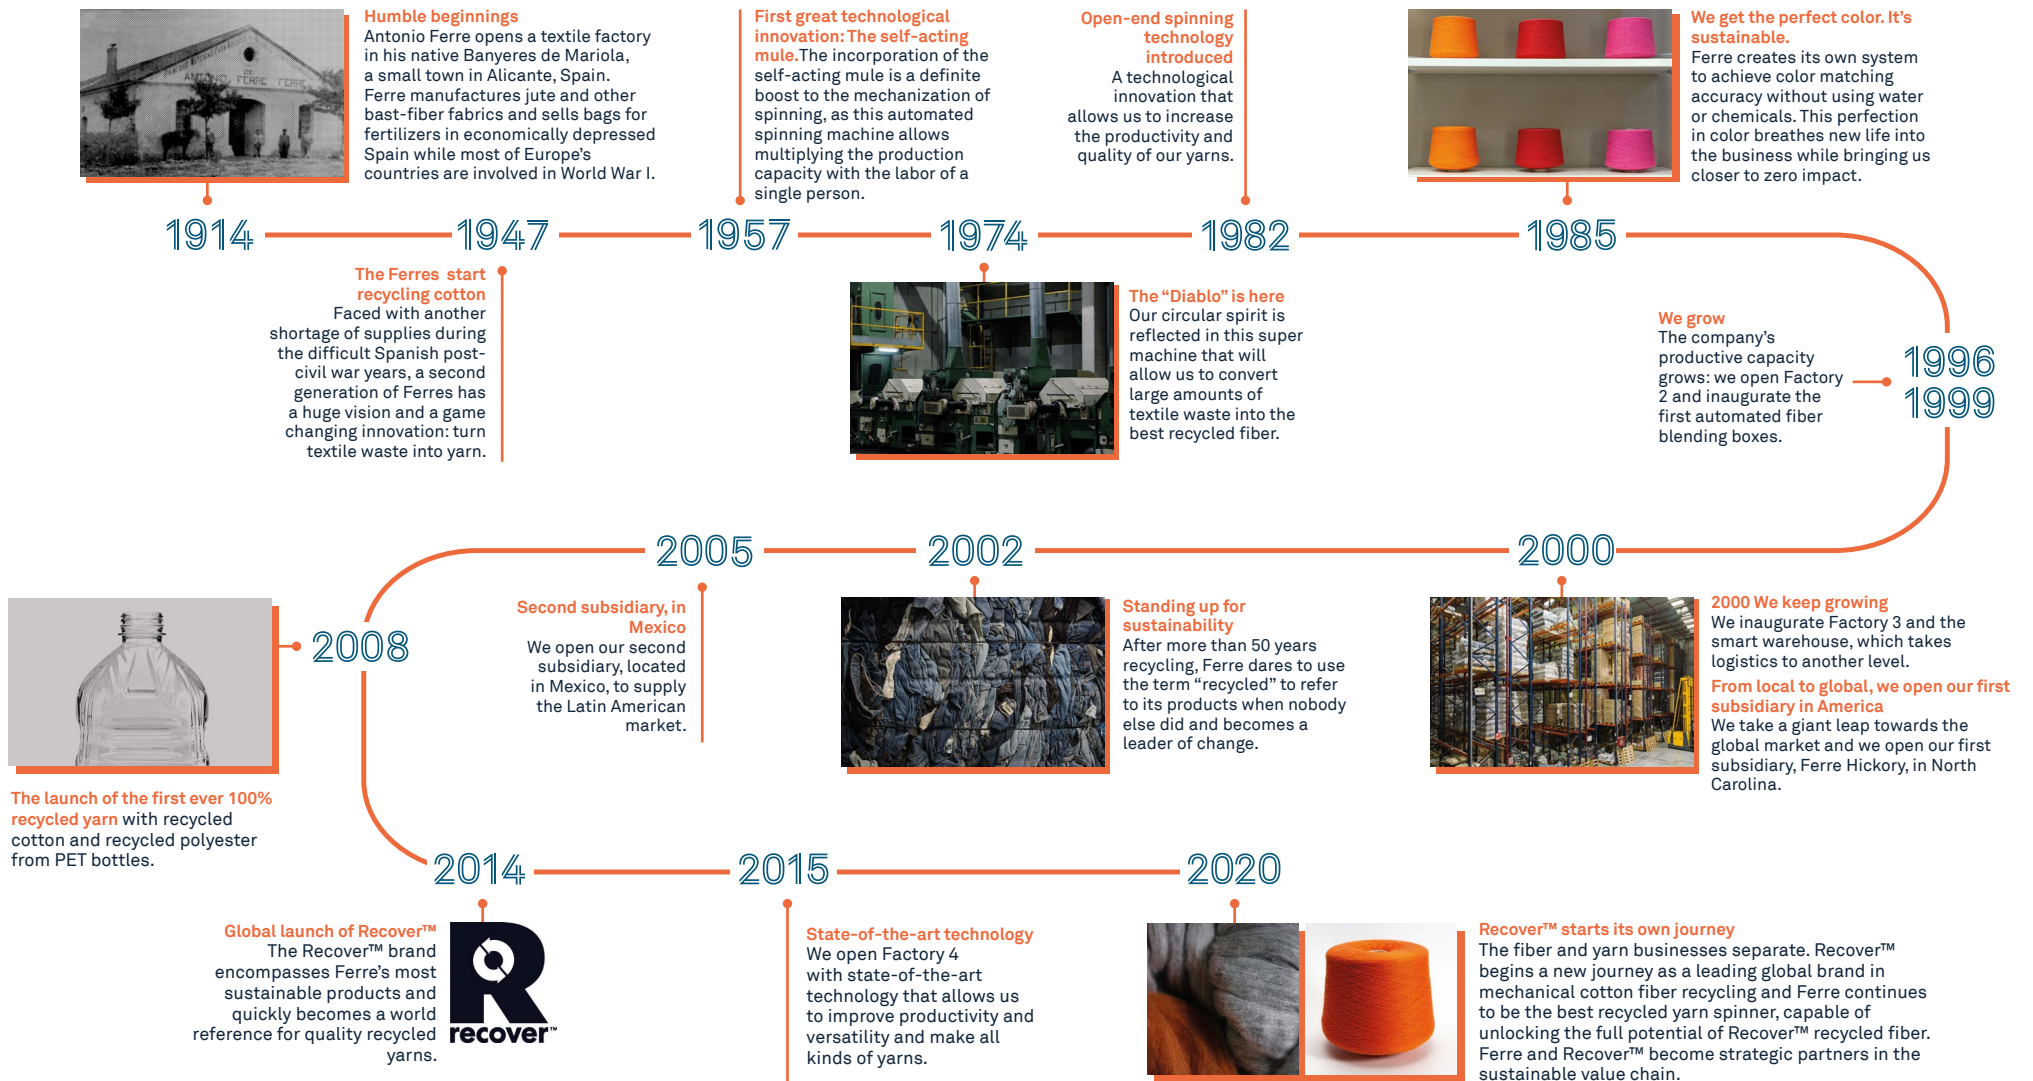 Humble beginnings
Antonio Ferre opens a textile factory
in his native Banyeres de Mariola,
a small town in Alicante, Spain.
Ferre manufactures jute and other
bast-fiber fabrics and sells bags for
fertilizers in economically depressed
Spain while most of Europe's
countries are involved in World War I.
ANTONIO FERRE FERRE
1914
The Ferres start
recycling cotton
Faced with another
shortage of supplies during
the difficult Spanish post-
civil war years, a second
generation of Ferres has
a huge vision and a game
changing innovation: turn
textile waste into yarn.
1947
First great technological
innovation: The self-acting
mule.The incorporation of the
self-acting mule is a definite
boost to the mechanization of
spinning, as this automated
spinning machine allows
multiplying the production
capacity with the labor of a
single person.
1957
1974
The “Diablo” is here
Our circular spirit is
reflected in this super
machine that will
allow us to convert
large amounts of
textile waste into the
best recycled fiber.
Open-end spinning
technology
introduced
A technological
innovation that
allows us to increase
the productivity and
quality of our yarns.
1982
We get the perfect color. It's
sustainable.
Ferre creates its own system
to achieve color matching
accuracy without using water
or chemicals. This perfection
in color breathes new life into
the business while bringing us
closer to zero impact.
1985
We grow
The company's
productive capacity
grows: we open Factory
2 and inaugurate the
first automated fiber
blending boxes.
1996
1999
2000
2000 We keep growing
We inaugurate Factory 3 and the
smart warehouse, which takes
logistics to another level.
From local to global, we open our first
subsidiary in America
We take a giant leap towards the
global market and we open our first
subsidiary, Ferre Hickory, in North
Carolina.
2002
Standing up for
sustainability
After more than 50 years
recycling, Ferre dares to use
the term “recycled” to refer
to its products when nobody
else did and becomes a
leader of change.
2005
Second subsidiary, in
Mexico
We open our second
subsidiary, located
in Mexico, to supply
the Latin American
market.
2008
The launch of the first ever 100%
recycled yarn with recycled
cotton and recycled polyester
from PET bottles.
2014
Global launch of Recover™
The Recover™ brand
encompasses Ferre's most
sustainable products and
quickly becomes a world
reference for quality recycled
yarns.
R
recover™
2015
State-of-the-art technology
We open Factory 4
with state-of-the-art
technology that allows us
to improve productivity and
versatility and make all
kinds of yarns.
2020
Recover™ starts its own journey
The fiber and yarn businesses separate. Recover™
begins a new journey as a leading global brand in
mechanical cotton fiber recycling and Ferre continues
to be the best recycled yarn spinner, capable of
unlocking the full potential of Recover™ recycled fiber.
Ferre and Recover™ become strategic partners in the
sustainable value chain.